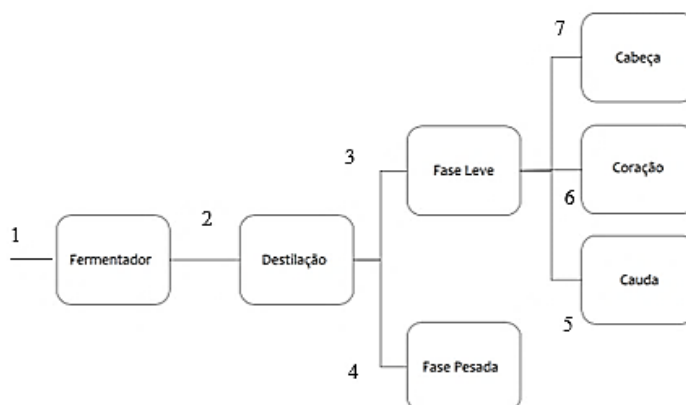 7
Cabeça
3
Fase Leve
Coração
6
2
1
Fermentador
Destilação
Cauda
5
4
Fase Pesada